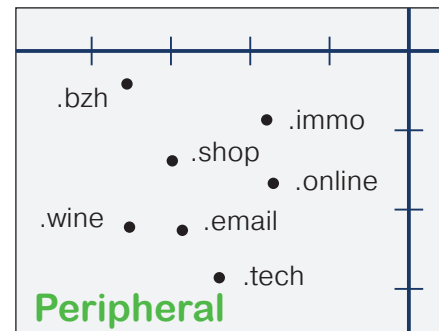 .bzh
.immo
.shop
.online
.wine
.email
.tech
Peripheral